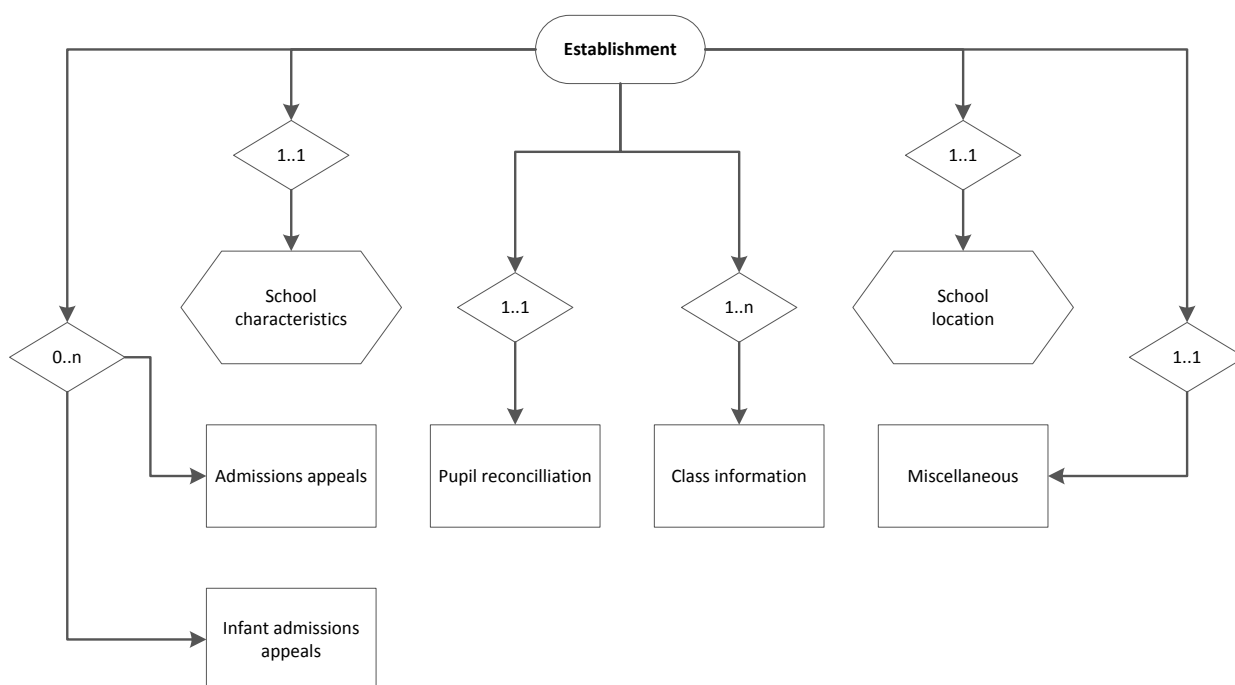 Establishment
1..1
1..1
School
characteristics
1..1
1..n
School
location
0..n
1..1
Admissions appeals
Pupil reconcilliation
Class information
Miscellaneous
Infant admissions
appeals